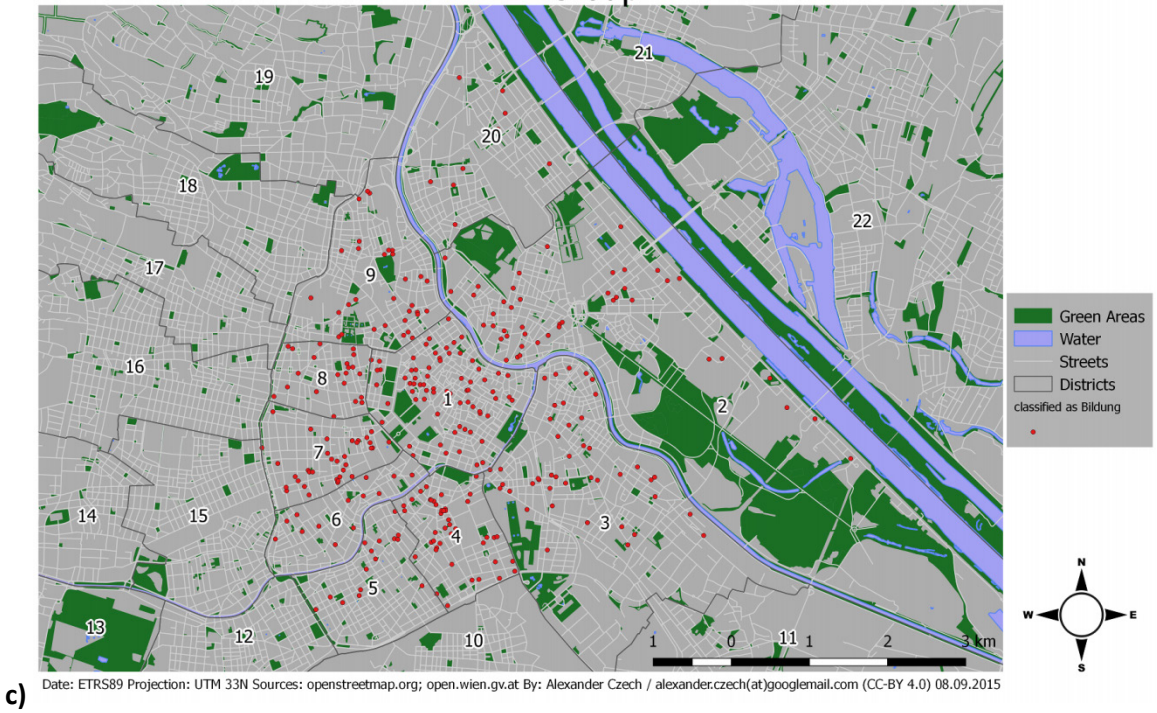 21
19
20
18
22
9
17
16
8
1
2
7
14
15
6
4
3
5
13
12
10
11
1 0 1 2 3 km
Green Areas
Water
Streets
Districts
classified as Bildung
N
W E
S
c) Date: ETRS89 Projection: UTM 33N Sources: openstreetmap.org; open.wien.gv.at By: Alexander Czech / alexander.czech(at)googlemail.com (CC-BY 4.0) 08.09.2015